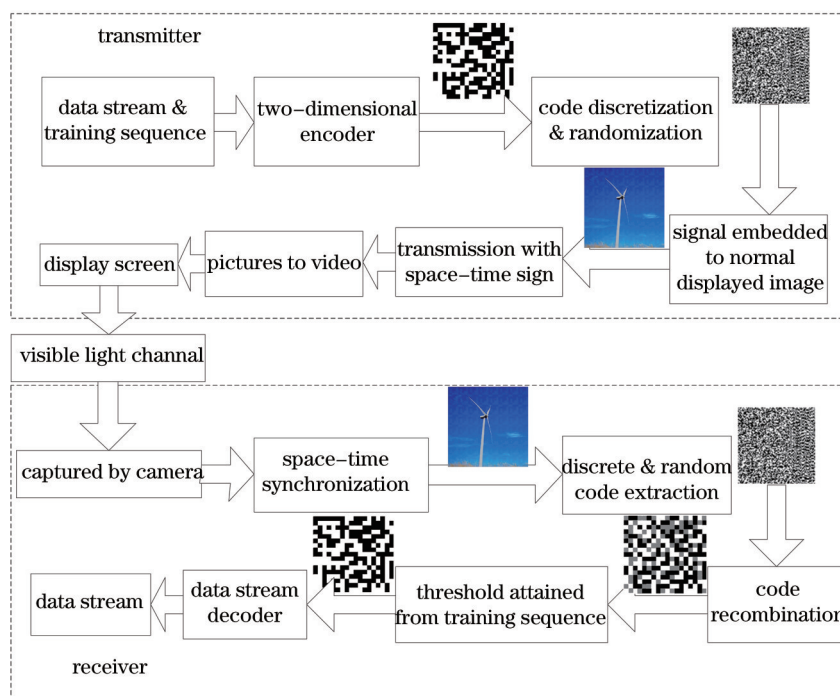 transmitter
data stream &
training sequence
two-dimensional
encoder
code discretization
& randomization
signal embedded
to normal
displayed image
transmission with
space-time sign
pictures to video
display screen
visible light channel
captured by camera
space-time
synchronization
discrete & random
code extraction
code
recombination
threshold attained
from training sequence
data stream
decoder
data stream
receiver